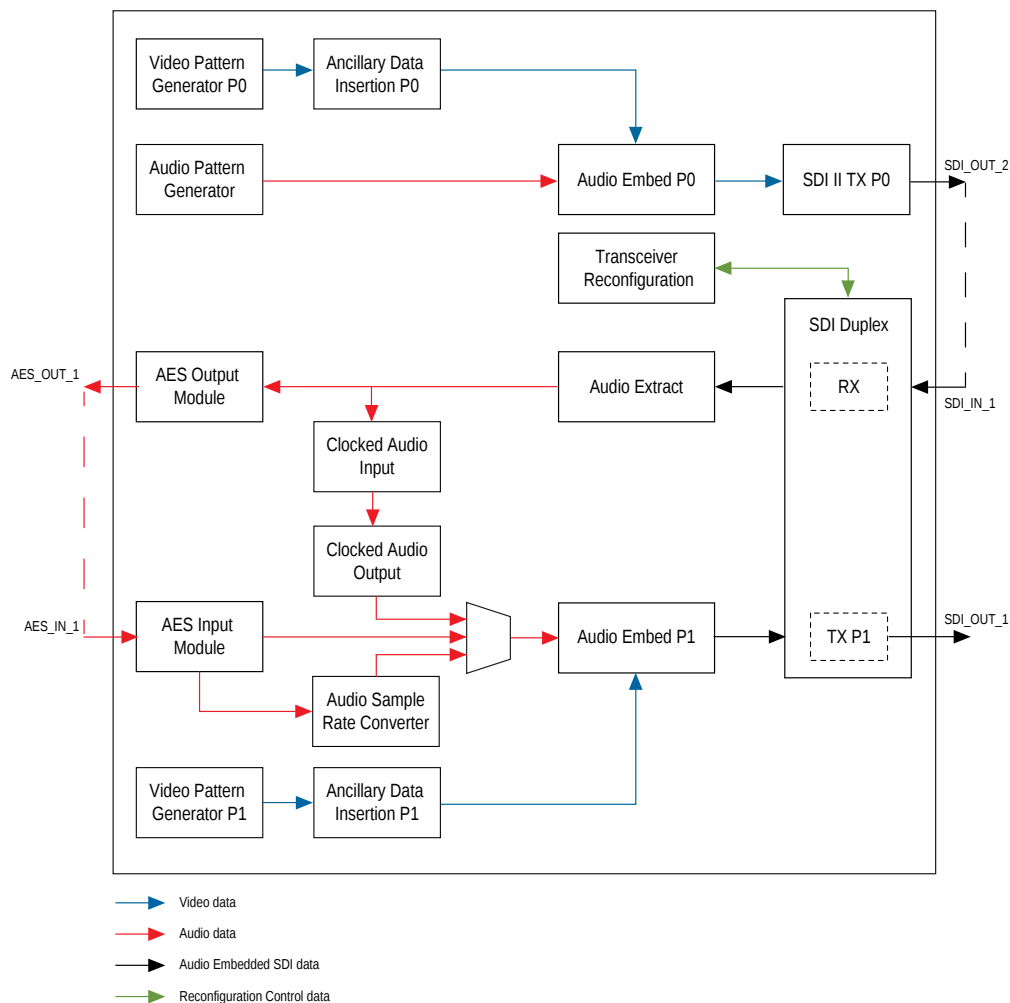 Video Pattern
Generator P0
Ancillary Data
Insertion P0
Audio Pattern
Generator
Audio Embed P0
SDI II TX P0
SDI_OUT_2
Transceiver
Reconfiguration
SDI Duplex
AES_OUT_1
AES Output
Module
Audio Extract
RX
SDI_IN_1
Clocked Audio
Input
Clocked Audio
Output
AES_IN_1
AES Input
Module
Audio Embed P1
TX P1
SDI_OUT_1
Audio Sample
Rate Converter
Video Pattern
Generator P1
Ancillary Data
Insertion P1
Video data
Audio data
Audio Embedded SDI data
Reconfiguration Control data